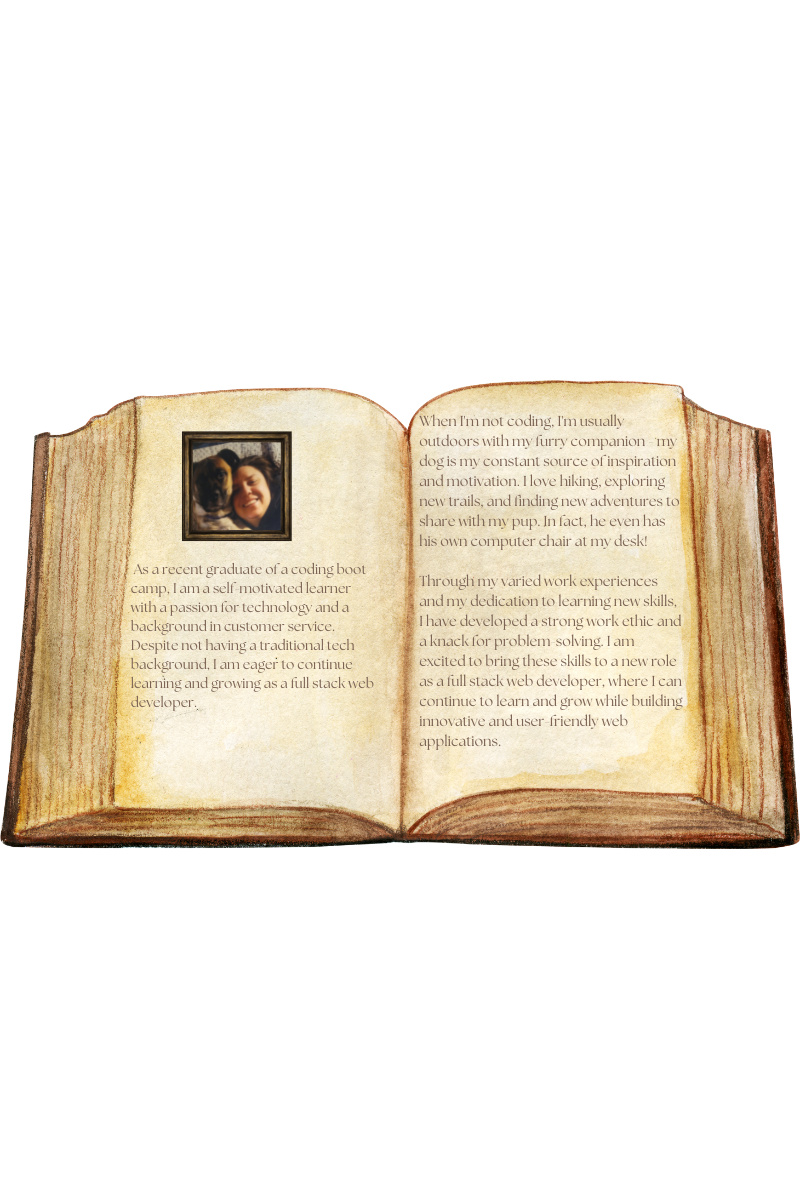 As a recent graduate of a coding boot
camp, I am a self-motivated learner
with a passion for technology and a
background in customer service.
Despite not having a traditional tech
background, I am eager to continue
learning and growing as a full stack web
developer.
When I'm not coding, I'm usually
outdoors with my furry companion - my
dog is my constant source of inspiration
and motivation. I love hiking, exploring
new trails, and finding new adventures to
share with my pup. In fact, he even has
his own computer chair at my desk!
Through my varied work experiences
and my dedication to learning new skills,
I have developed a strong work ethic and
a knack for problem-solving. I am
excited to bring these skills to a new role
as a full stack web developer, where I can
continue to learn and grow while building
innovative and user-friendly web
applications.